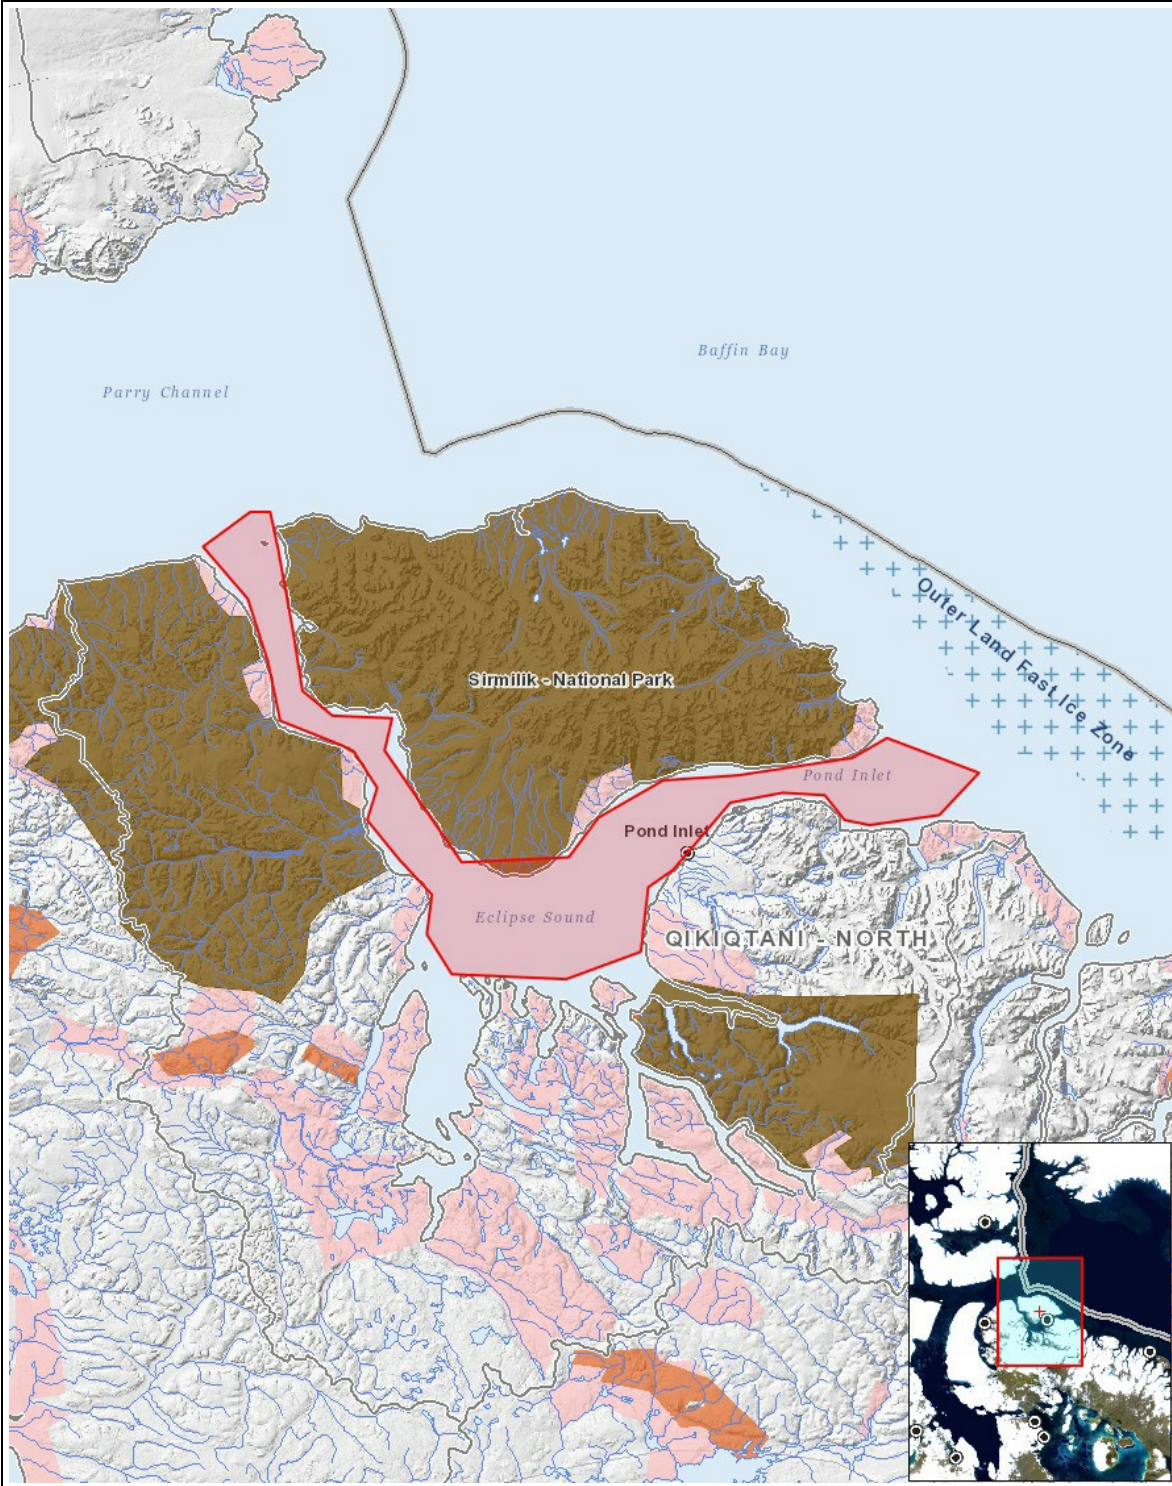 Baffin Bay
Parry Channel
Outer Land Fast Ice Zone
Sirmilik - National Park
Pond Inlet
Pond Inlet
Eclipse Sound
QIKIQTANI - NORTH